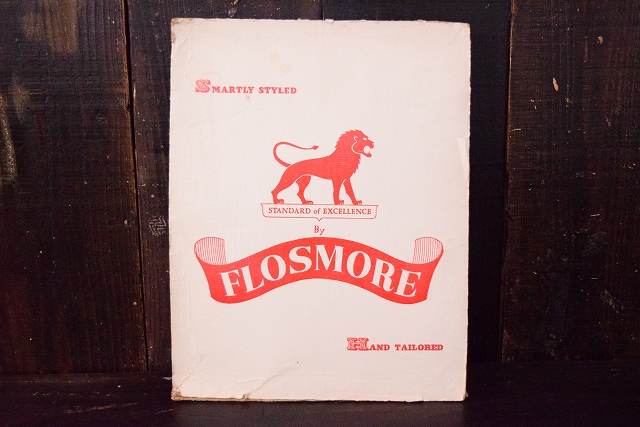 SMARTLY STYLED
STANDARD of EXCELLENCE
By
FLOSMORE
HAND TAILORED